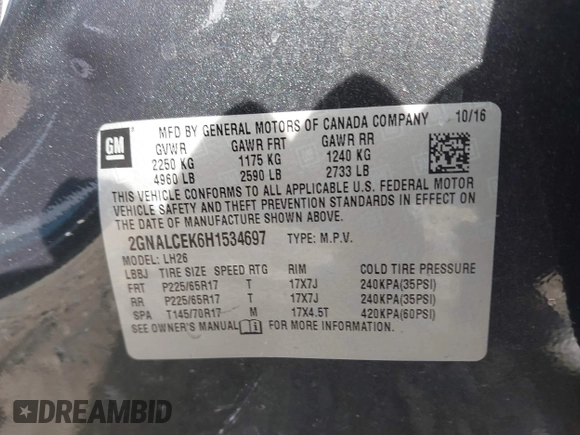 GM
MFD BY GENERAL MOTORS OF CANADA COMPANY 10/16
GVWR GAWR FRT GAWR RR
2250 KG 1175 KG 1240 KG
4960 LB 2590 LB 2733 LB
THIS VEHICLE CONFORMS TO ALL APPLICABLE U.S. FEDERAL MOTOR
VEHICLE SAFETY AND THEFT PREVENTION STANDARDS IN EFFECT ON
THE DATE OF MANUFACTURE SHOWN ABOVE.
2GNALCEK6H1534697 TYPE: M.P.V.
MODEL: LH26
LBBJ TIRE SIZE SPEED RTG RIM COLD TIRE PRESSURE
FRT P225/65R17 T 17X7J 240KPA(35PSI)
RR P225/65R17 T 17X7J 240KPA(35PSI)
SPA T145/70R17 M 17X4.5T 420KPA(60PSI)
SEE OWNER'S MANUAL FOR MORE INFORMATION.
DREAMBID